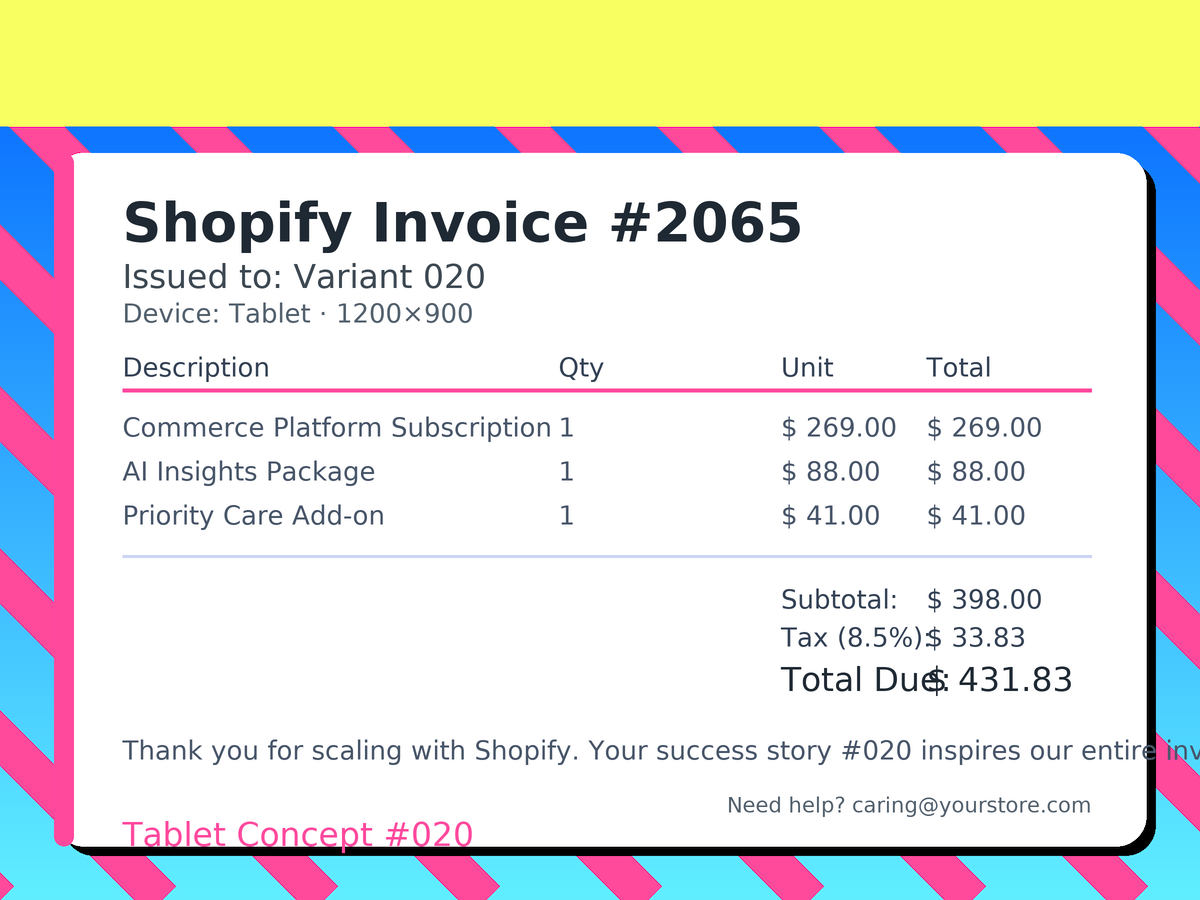 Shopify Invoice #2065
Issued to: Variant 020
Device: Tablet · 1200×900
Description Qty Unit Total
Commerce Platform Subscription 1 $ 269.00 $ 269.00
AI Insights Package 1 $ 88.00 $ 88.00
Priority Care Add-on 1 $ 41.00 $ 41.00
Subtotal: $ 398.00
Tax (8.5%): $ 33.83
Total Due: $ 431.83
Thank you for scaling with Shopify. Your success story #020 inspires our entire
Need help? caring@yourstore.com
Tablet Concept #020